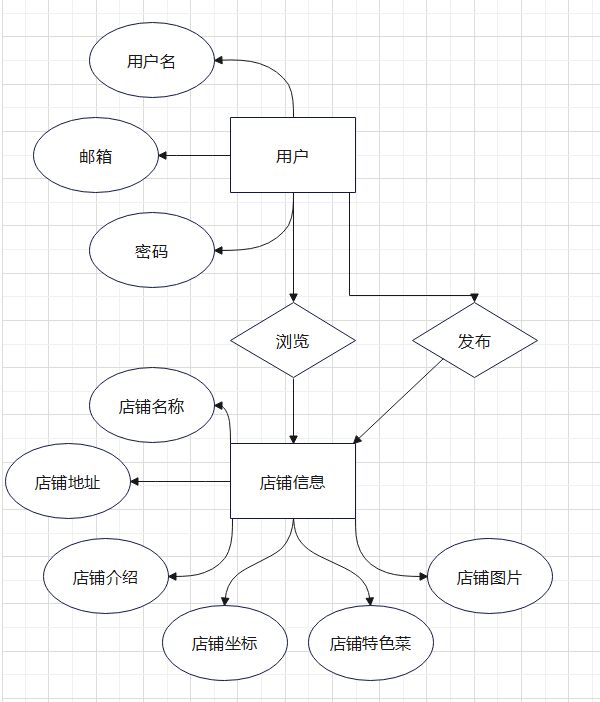 用户名
邮箱
用户
密码
浏览
发布
店铺名称
店铺地址
店铺信息
店铺介绍
店铺图片
店铺坐标
店铺特色菜